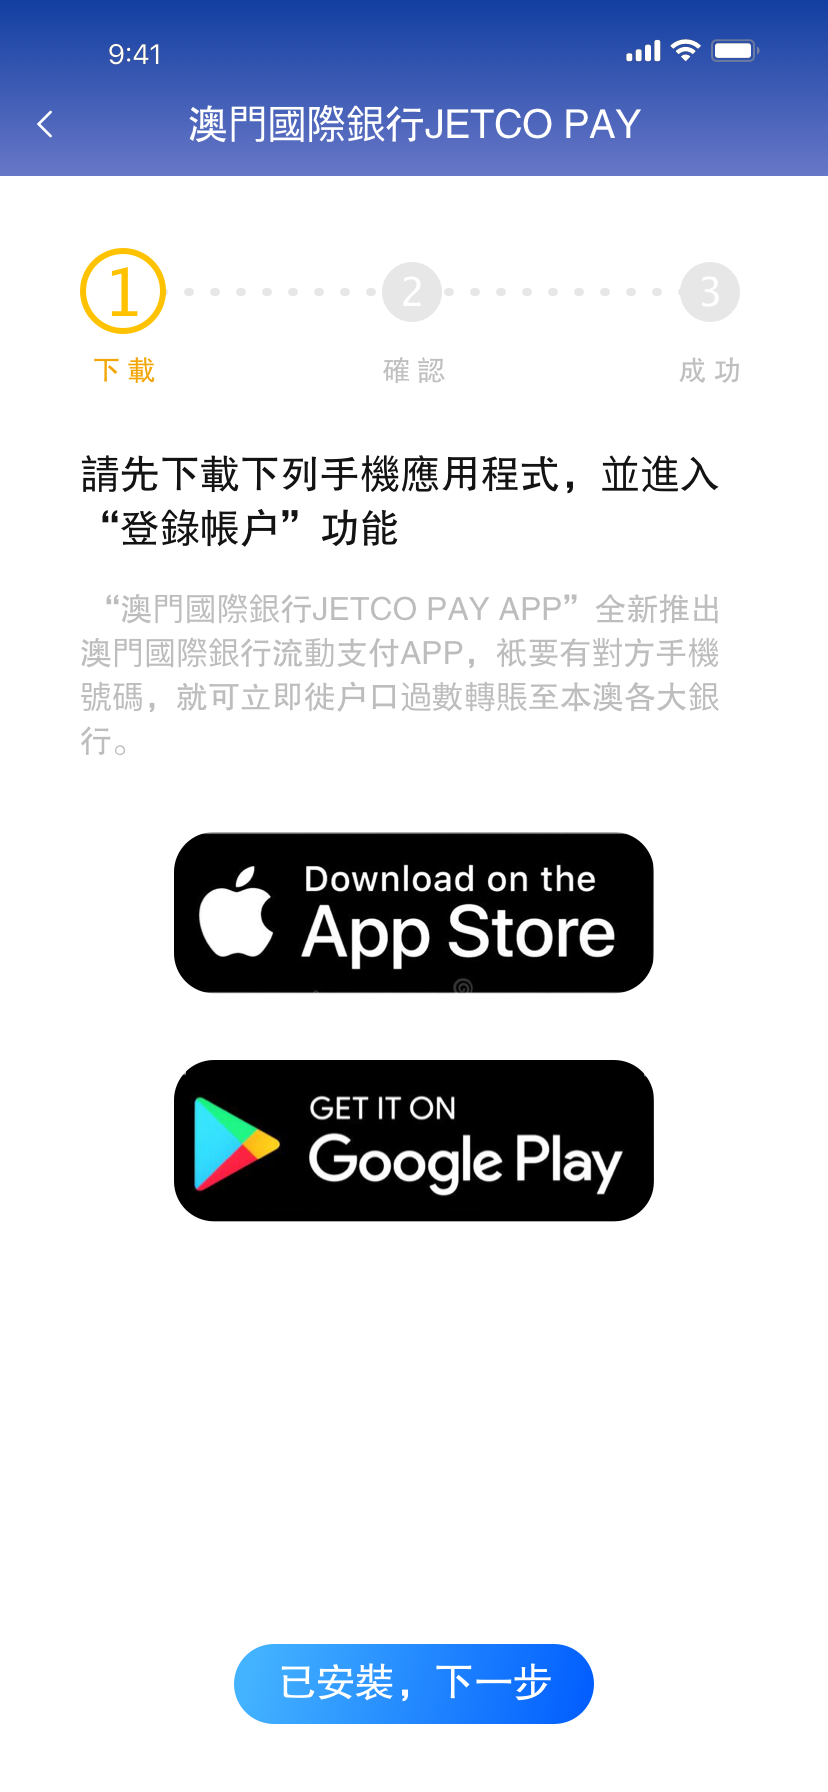 9:41
澳門國際銀行JETCO PAY
1
2
3
下載
確認
成功
請先下載下列手機應用程式，並進入
“登錄帳户”功能
“澳門國際銀行JETCO PAY APP”全新推出
澳門國際銀行流動支付APP，衹要有對方手機
號碼，就可立即徙户口過數轉賬至本澳各大銀
行。
Download on the
App Store
GET IT ON
Google Play
已安裝，下一步